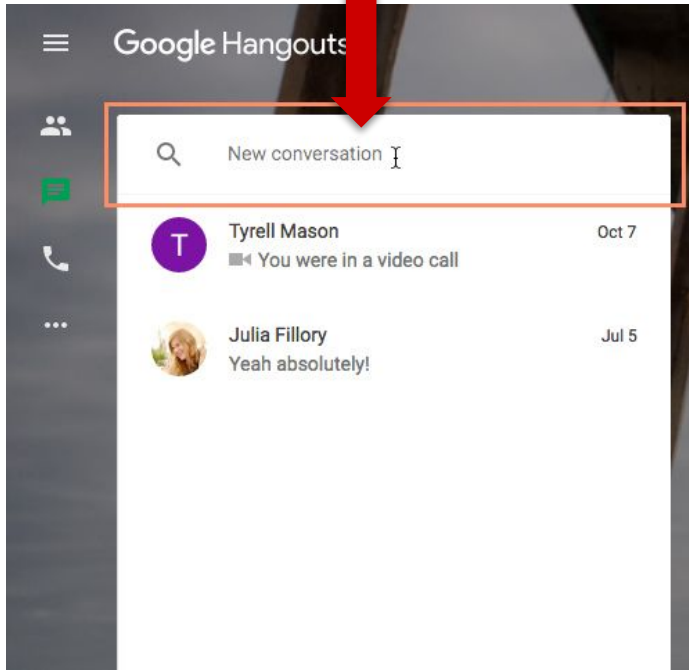 Google Hangouts
New conversation
T
Tyrell Mason
Oct 7
You were in a video call
Julia Fillory
Jul 5
Yeah absolutely!